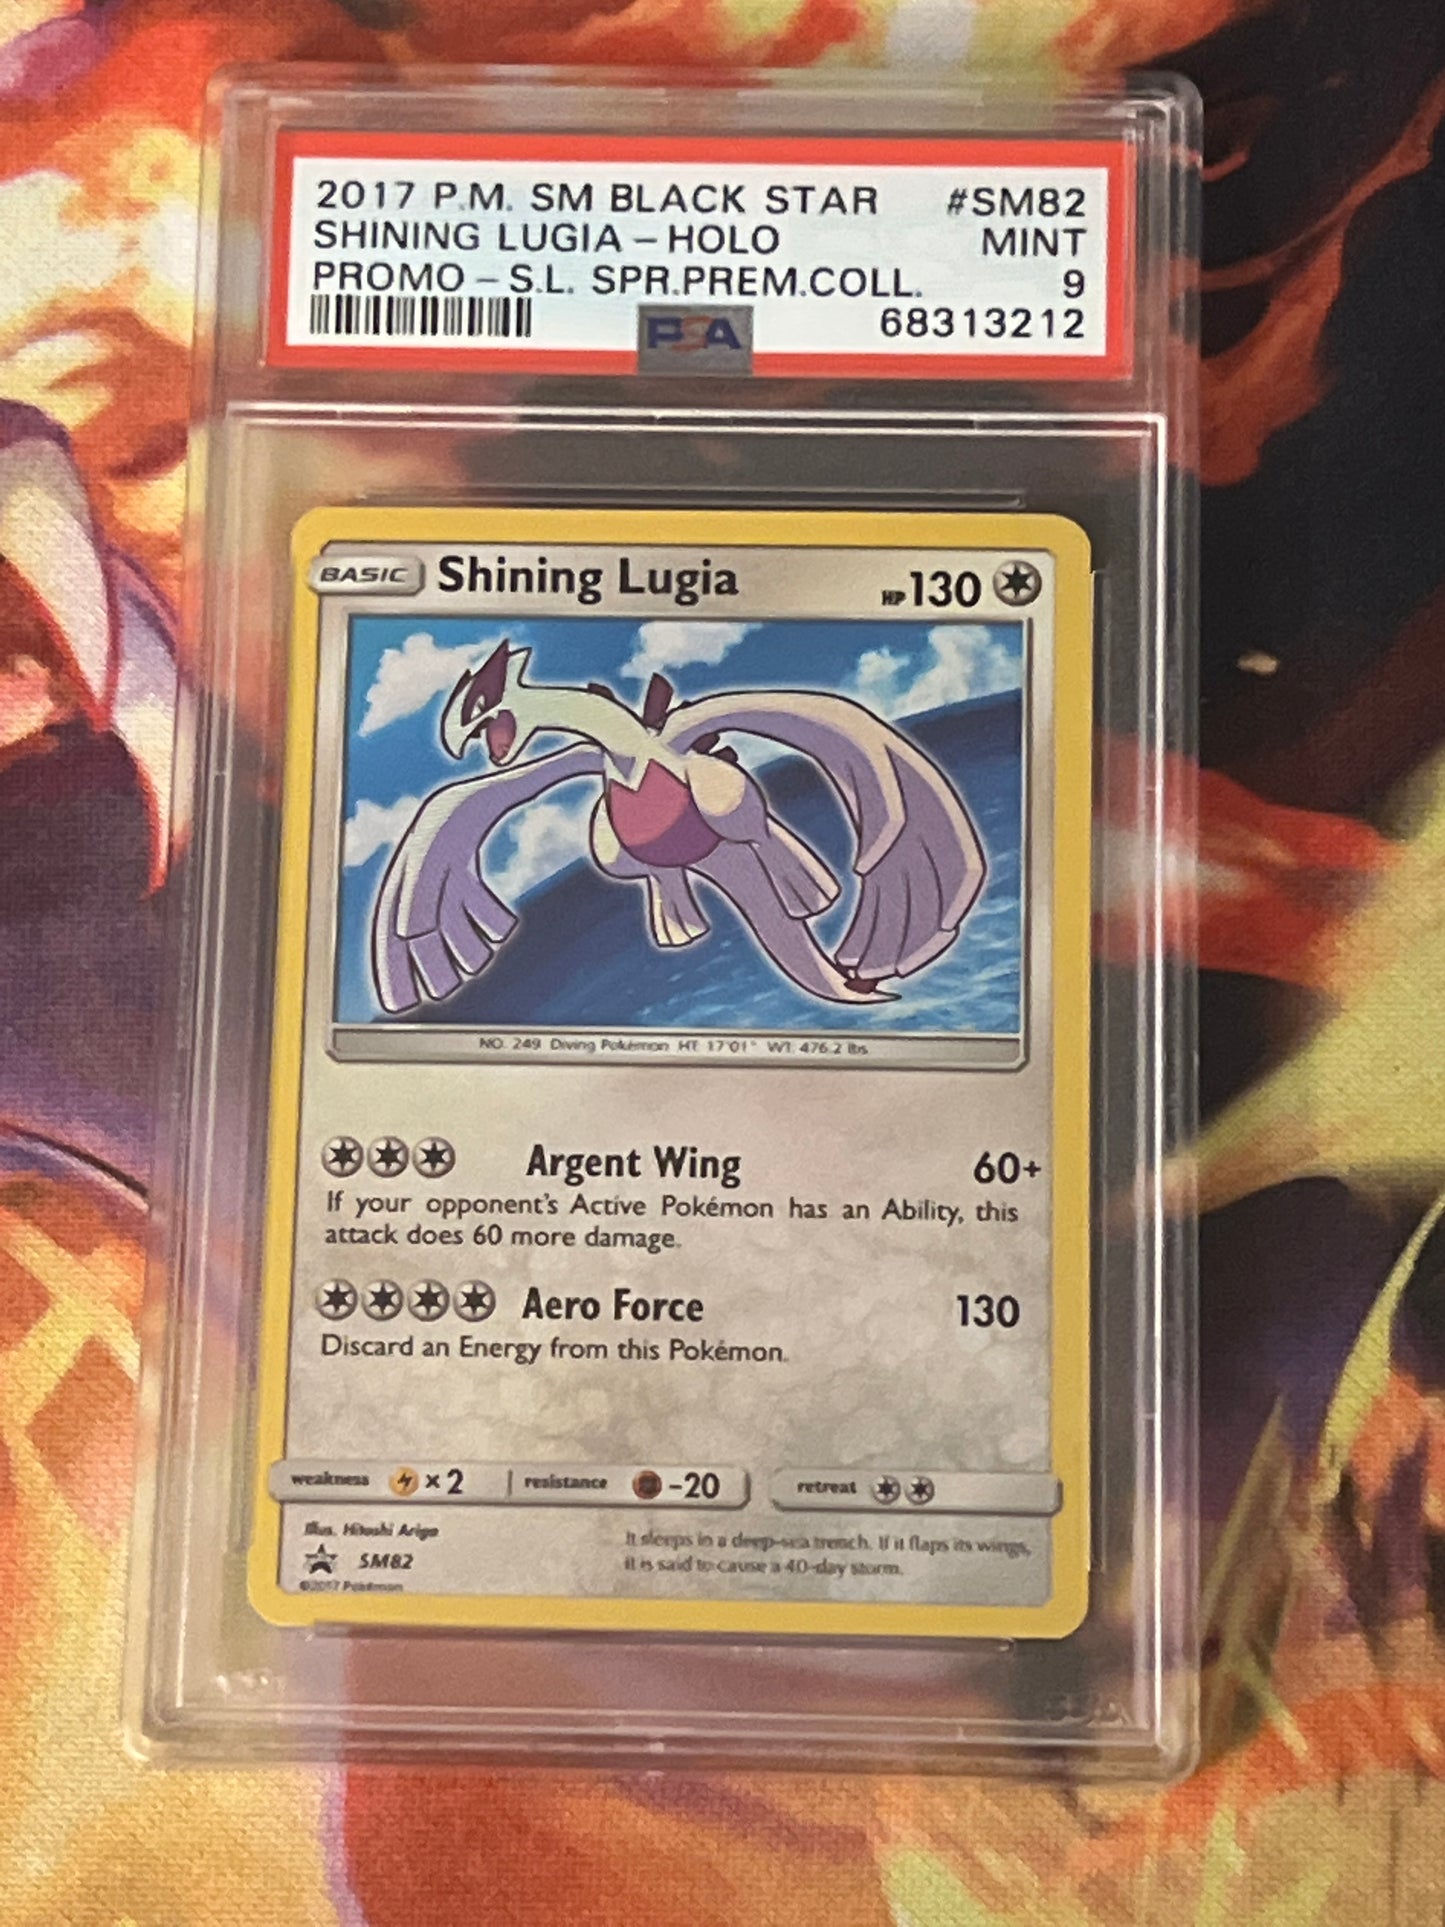 2017 P.M. SM BLACK STAR #SM82
SHINING LUGIA – HOLO MINT
PROMO – S.L. SPR.PREM.COLL. 9
PSA 68313212
BASIC Shining Lugia HP 130
NO. 249 Diving Pokémon HT: 17'01" WT: 476.2 lbs
Argent Wing 60+
If your opponent's Active Pokémon has an Ability, this
attack does 60 more damage.
Aero Force 130
Discard an Energy from this Pokémon.
weakness ×2 resistance -20 retreat
Illus. Hitoshi Ariga
It sleeps in a deep-sea trench. If it flaps its wings,
SM82 it is said to cause a 40-day storm.
©2017 Pokémon